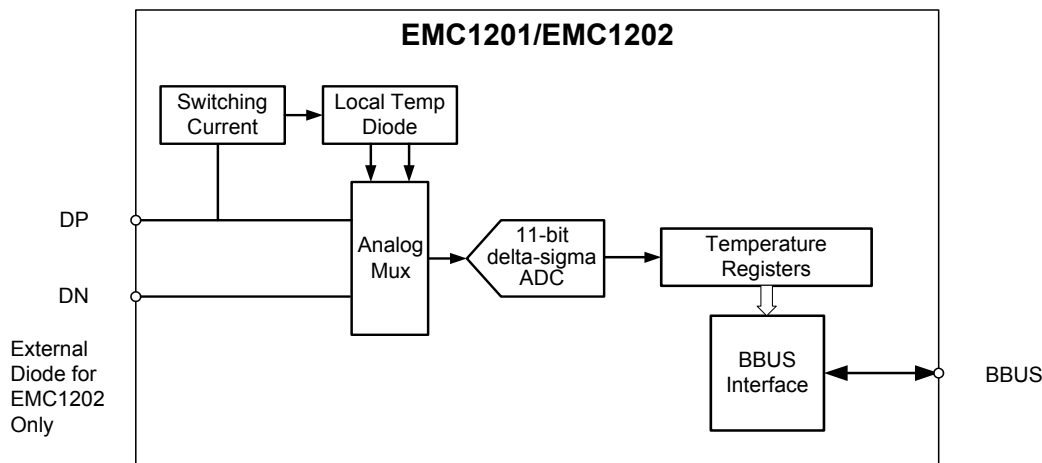 EMC1201/EMC1202
Switching
Current
Local Temp
Diode
DP
DN
Analog
Mux
11-bit
delta-sigma
ADC
Temperature
Registers
External
Diode for
EMC1202
Only
BBUS
Interface
BBUS